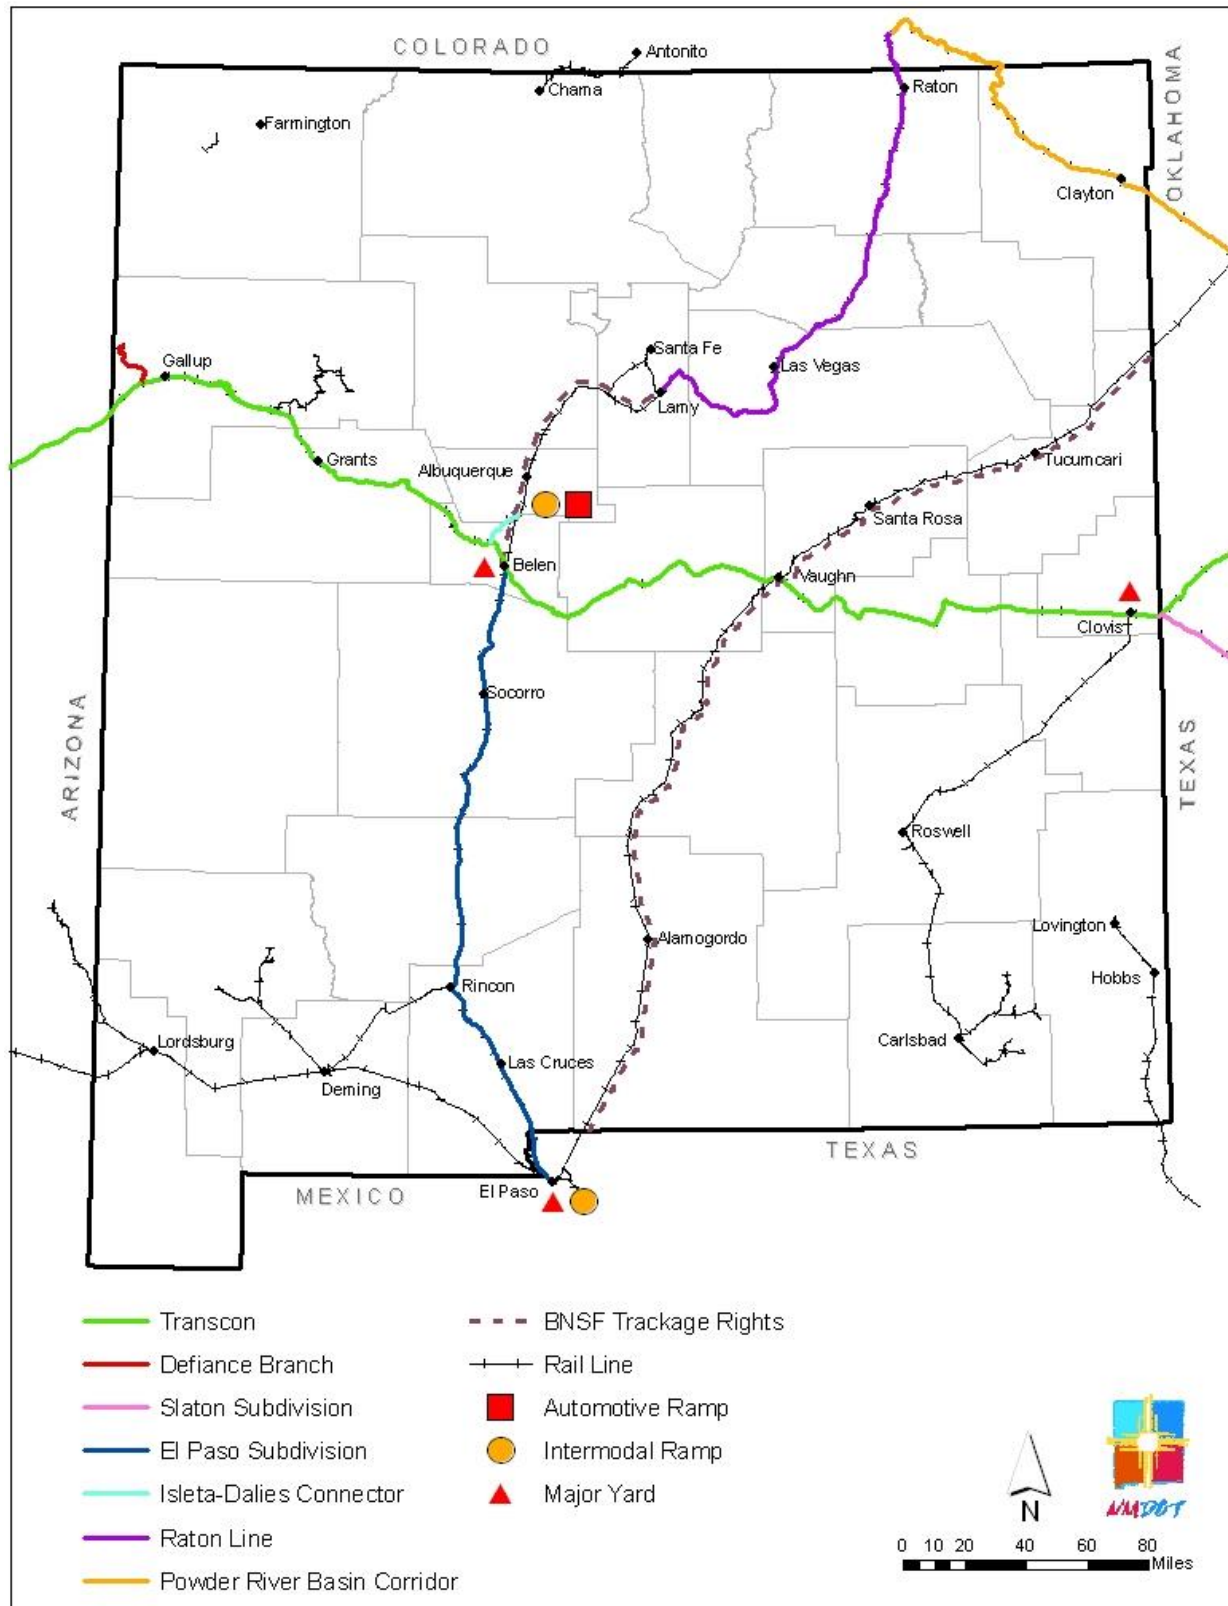 COLORADO
Antonito
Chama
Raton
OKLAHOMA
Farmington
Clayton
Gallup
Santa Fe
Las Vegas
Lamy
Grants
Albuquerque
Tucumcari
Santa Rosa
Belen
Vaughn
Clovis
Socorro
ARIZONA
TEXAS
Roswell
Lovington
Alamogordo
Hobbs
Rincon
Lordsburg
Carlsbad
Las Cruces
Deming
TEXAS
El Paso
MEXICO
Transcon
Defiance Branch
Slaton Subdivision
El Paso Subdivision
Isleta-Dalies Connector
Raton Line
Powder River Basin Corridor
BNSF Trackage Rights
Rail Line
Automotive Ramp
Intermodal Ramp
Major Yard
N
NMDOT
0 10 20 40 60 80
Miles